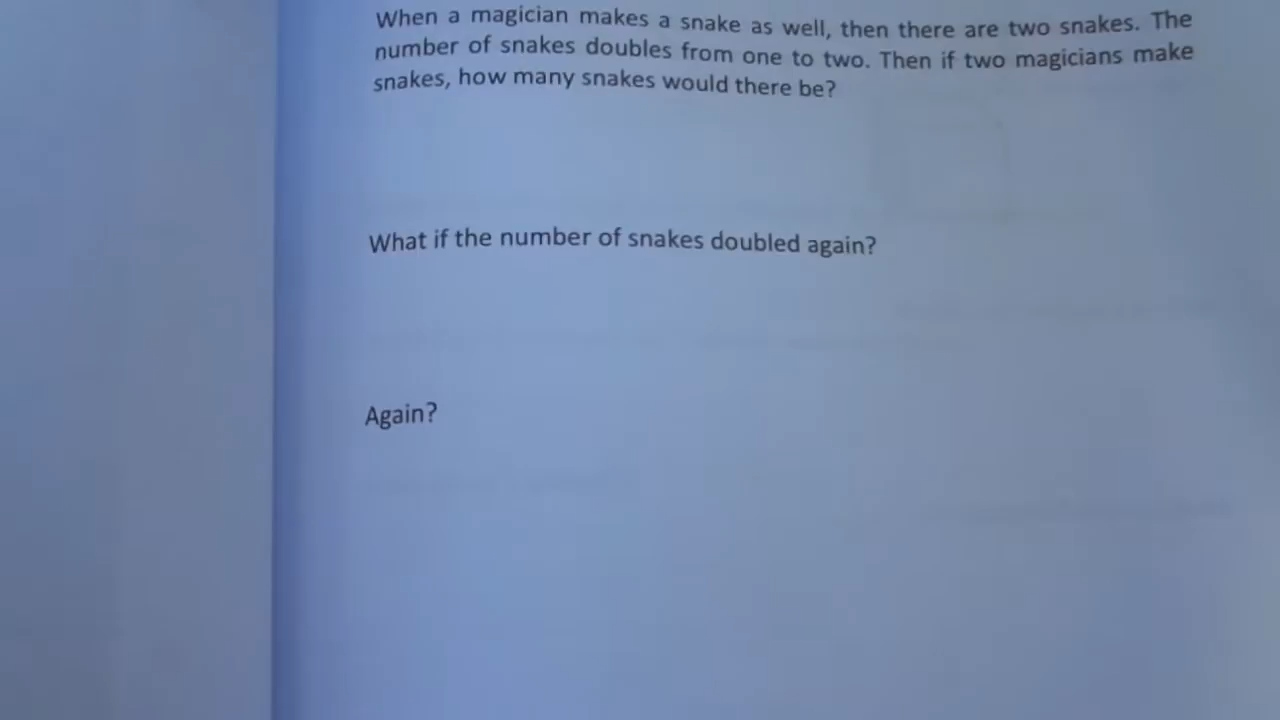 When a magician makes a snake as well, then there are two snakes. The
number of snakes doubles from one to two. Then if two magicians make
snakes, how many snakes would there be?
What if the number of snakes doubled again?
Again?